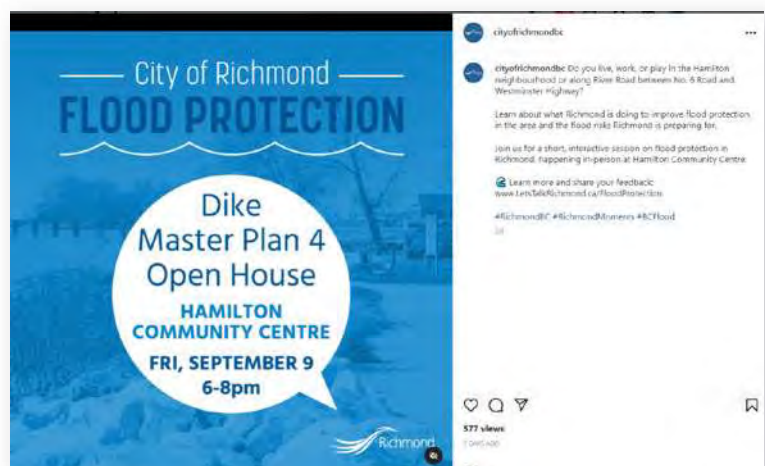 City of Richmond
FLOOD PROTECTION
Dike
Master Plan 4
Open House
HAMILTON
COMMUNITY CENTRE
FRI, SEPTEMBER 9
6-8pm
Richmond
cityofrichmondbc
cityofrichmondbc Do you live, work, or play in the Hamilton
neighbourhood or along River Road between No. 6 Road and
Westminster Highway?
Learn about what Richmond is doing to improve flood protection
in the area and the flood risks Richmond is preparing for.
Join us for a short, interactive session on flood protection in
Richmond, happening in-person at Hamilton Community Centre
Learn more and share your feedback:
www.LetsTalkRichmond.ca/FloodProtection
#RichmondBC #RichmondMoments #BCFlood
577 views
DAYS AGO